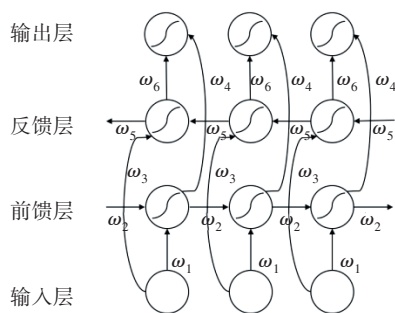 输出层
ω6 ω4 ω6 ω4 ω6 ω4
反馈层
ω5 ω5 ω5 ω5
ω3 ω3 ω3
前馈层
ω2 ω2 ω2 ω2
ω1 ω1 ω1
输入层